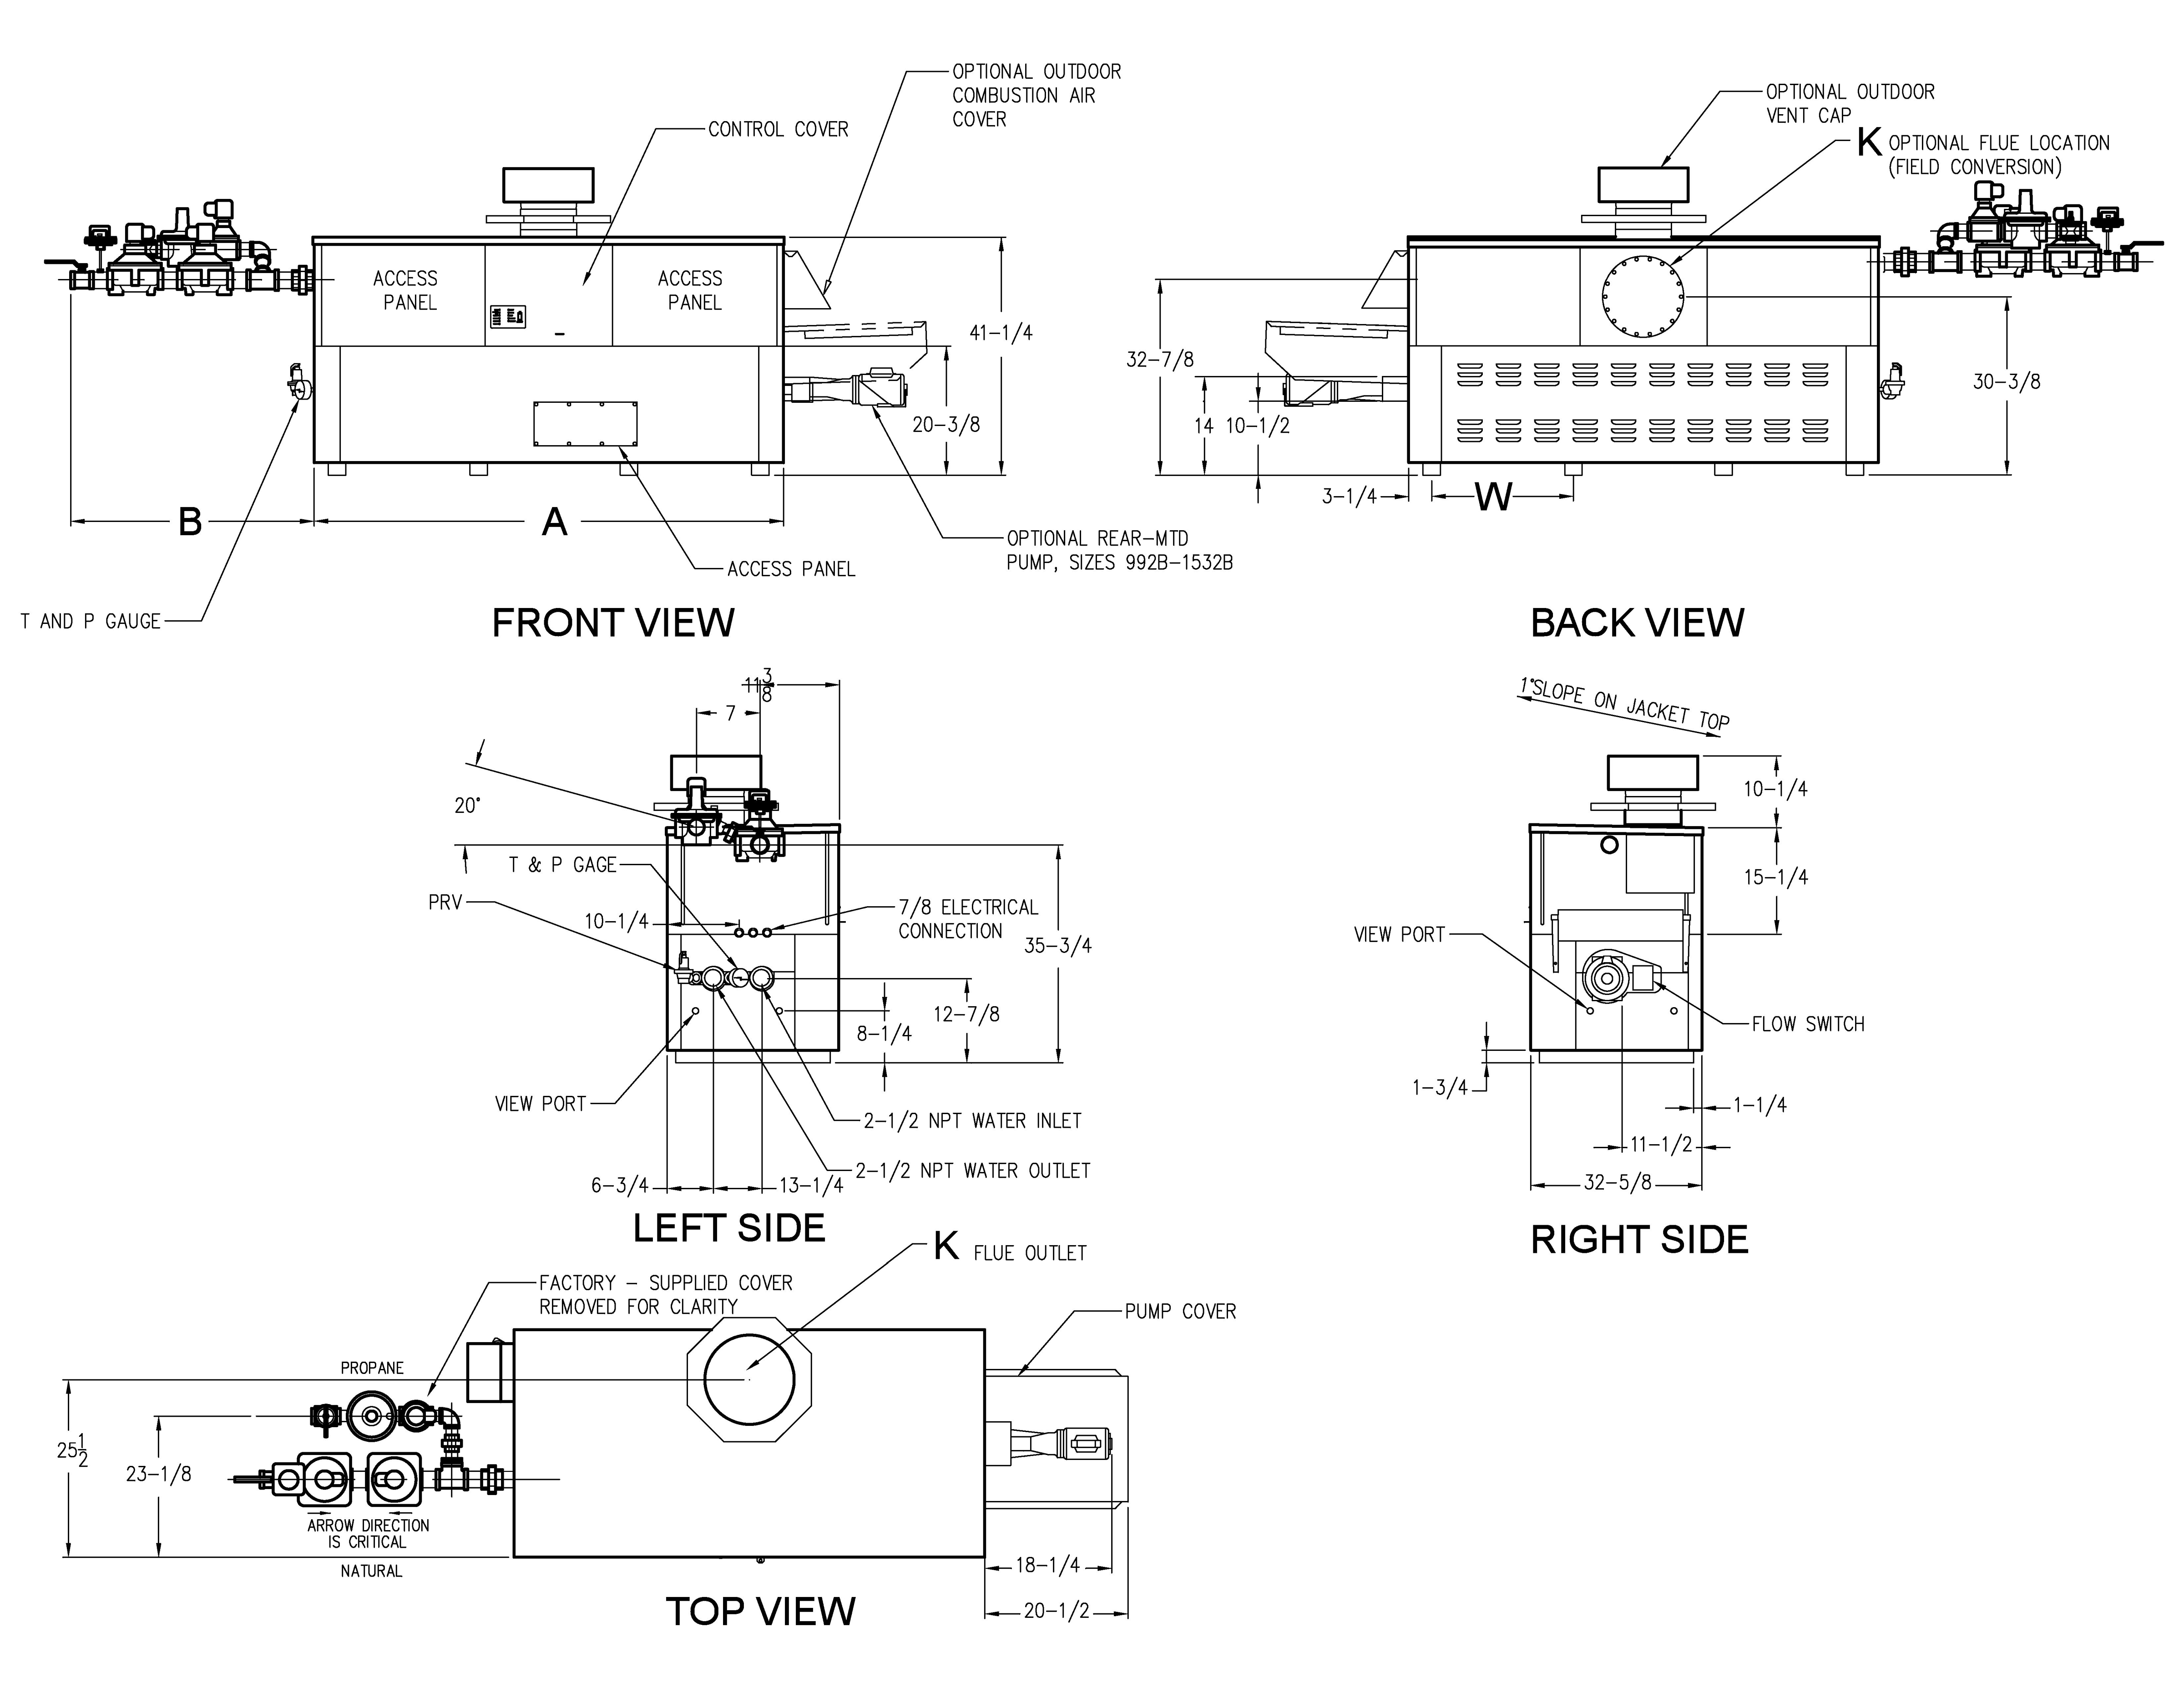 OPTIONAL OUTDOOR
COMBUSTION AIR
COVER
CONTROL COVER
ACCESS
PANEL
ACCESS
PANEL
41-1/4
20-3/8
B
A
OPTIONAL REAR-MTD
PUMP, SIZES 992B-1532B
ACCESS PANEL
T AND P GAUGE
FRONT VIEW
OPTIONAL OUTDOOR
VENT CAP
K OPTIONAL FLUE LOCATION
(FIELD CONVERSION)
32-7/8
14
10-1/2
30-3/8
3-1/4
W
BACK VIEW
11 3/8
7
20°
T & P GAGE
PRV
10-1/4
7/8 ELECTRICAL
CONNECTION
35-3/4
12-7/8
8-1/4
VIEW PORT
2-1/2 NPT WATER INLET
2-1/2 NPT WATER OUTLET
6-3/4
13-1/4
LEFT SIDE
1° SLOPE ON JACKET TOP
10-1/4
15-1/4
VIEW PORT
FLOW SWITCH
1-3/4
1-1/4
11-1/2
32-5/8
RIGHT SIDE
K FLUE OUTLET
FACTORY - SUPPLIED COVER
REMOVED FOR CLARITY
PUMP COVER
PROPANE
25 1/2
23-1/8
ARROW DIRECTION
IS CRITICAL
NATURAL
18-1/4
20-1/2
TOP VIEW